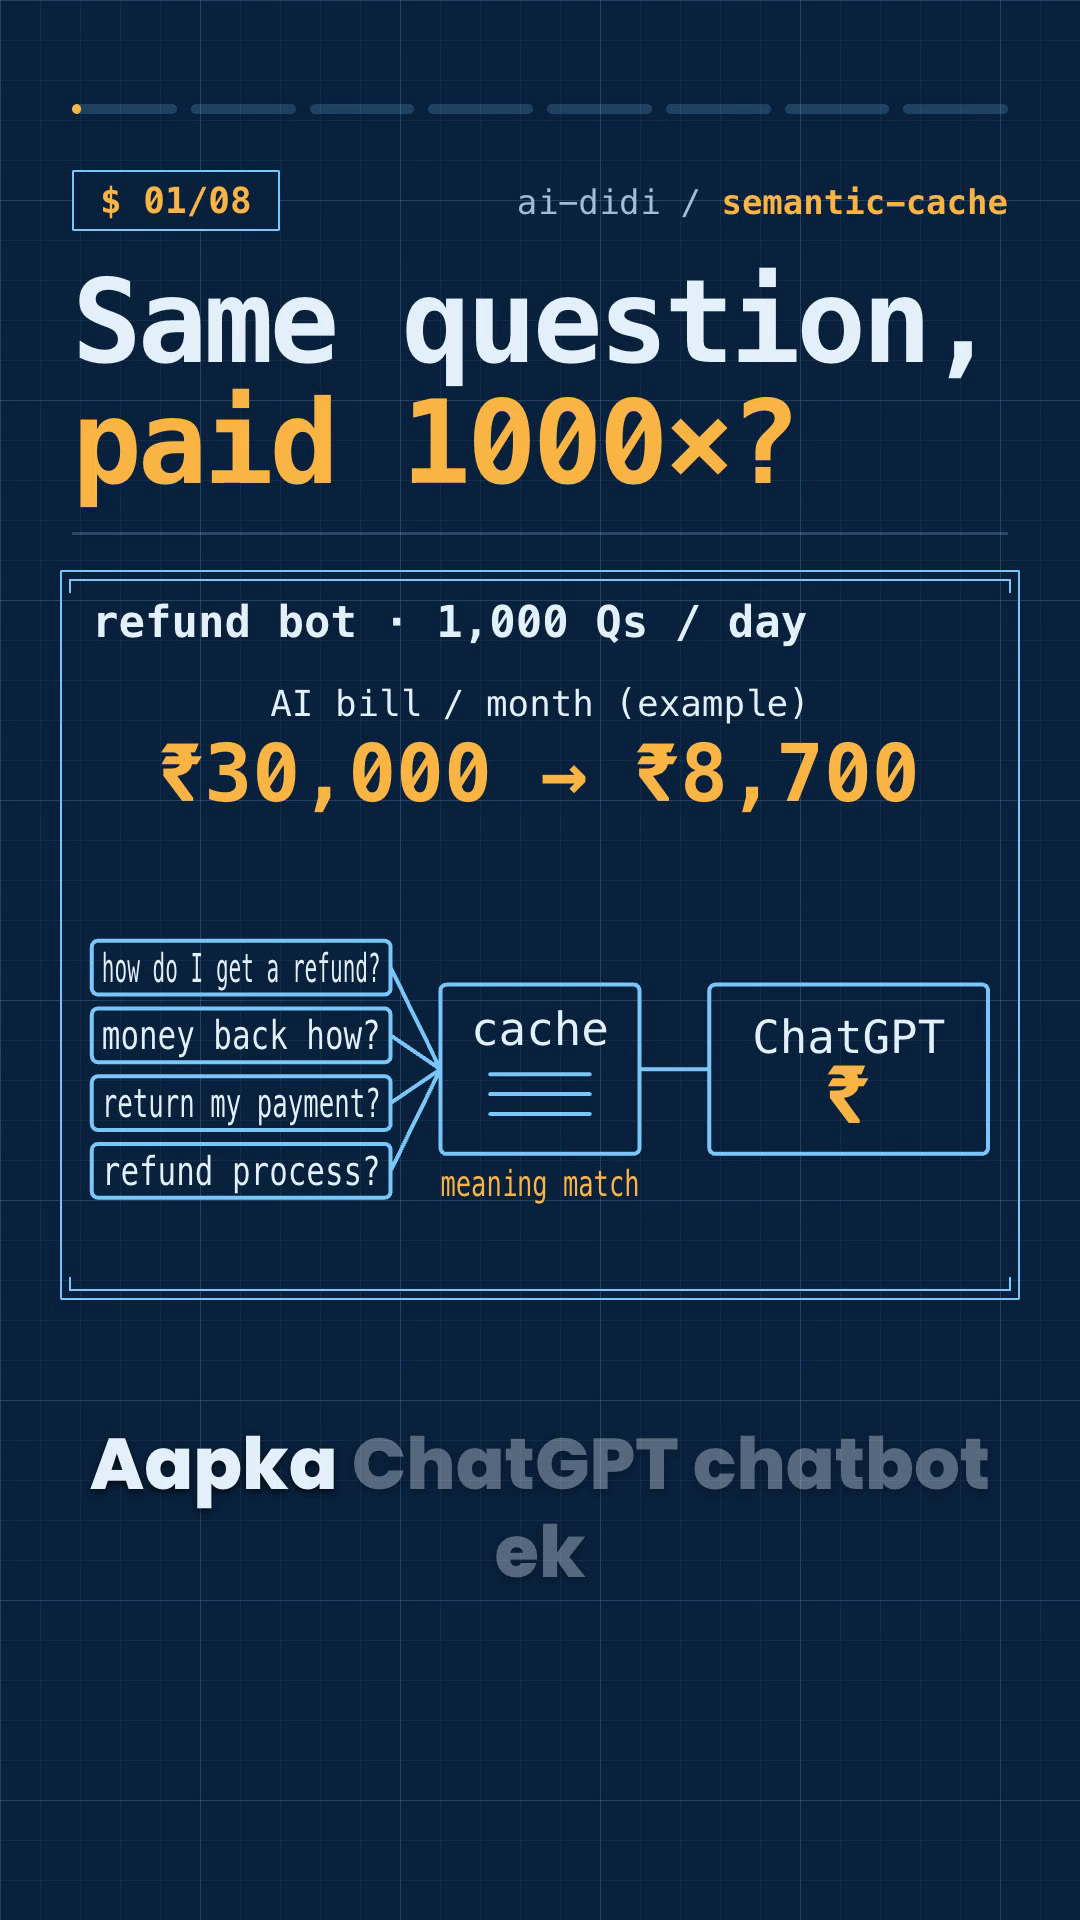 $ 01/08
ai-didi / semantic-cache
Same question,
paid 1000×?
refund bot · 1,000 Qs / day
AI bill / month (example)
₹30,000 → ₹8,700
how do I get a refund?
money back how?
return my payment?
refund process?
cache
meaning match
ChatGPT
₹
Aapka ChatGPT chatbot
ek